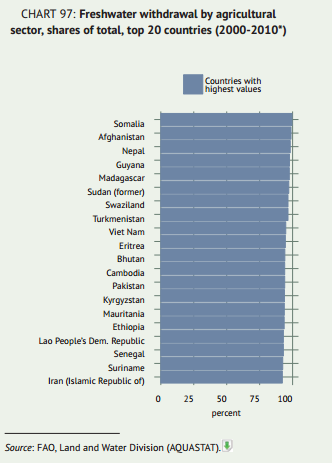 CHART 97: Freshwater withdrawal by agricultural
sector, shares of total, top 20 countries (2000-2010*)
Countries with
highest values
Somalia
Afghanistan
Nepal
Guyana
Madagascar
Sudan (former)
Swaziland
Turkmenistan
Viet Nam
Eritrea
Bhutan
Cambodia
Pakistan
Kyrgyzstan
Mauritania
Ethiopia
Lao People's Dem. Republic
Senegal
Suriname
Iran (Islamic Republic of)
0 25 50 75 100
percent
Source: FAO, Land and Water Division (AQUASTAT).